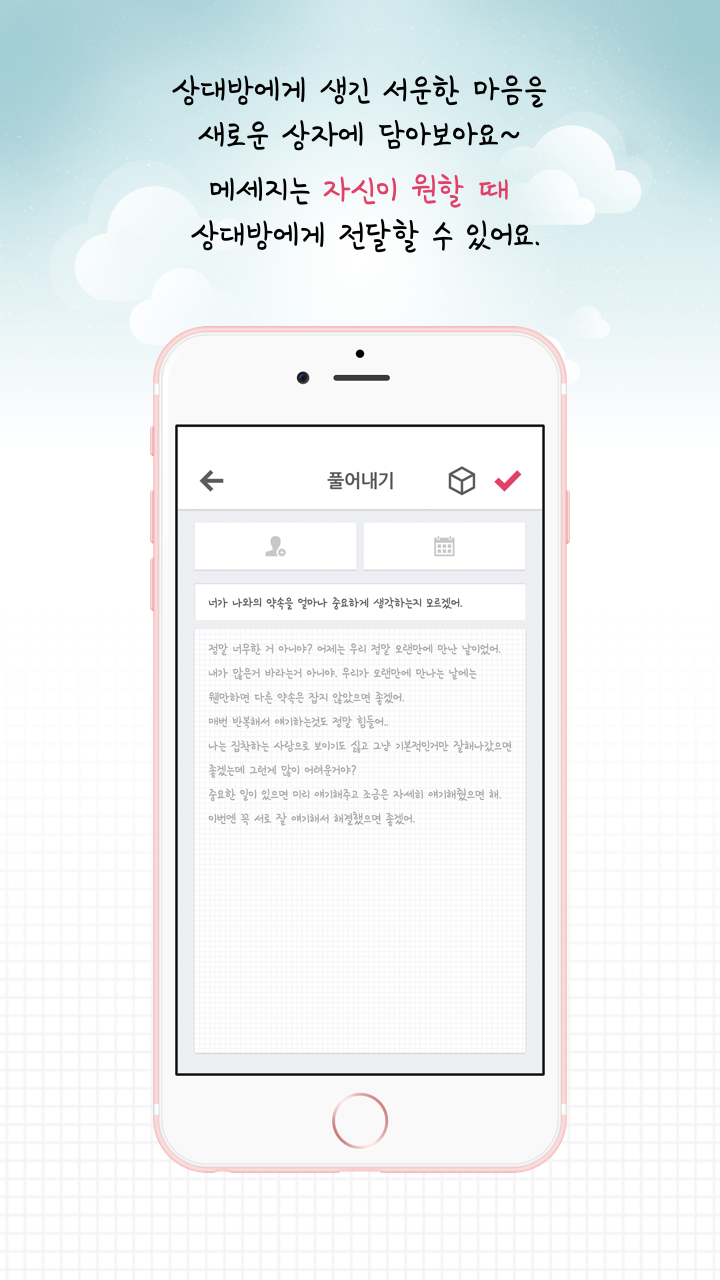 상대방에게 생긴 서운한 마음을
새로운 상자에 담아보아요~
메세지는 자신이 원할 때
상대방에게 전달할 수 있어요.
풀어내기
너가 나와의 약속을 얼마나 중요하게 생각하는지 모르겠어.
정말 너무한 거 아니야? 어제는 우리 정말 오랜만에 만난 날이었어.
내가 많은거 바라는거 아니야. 우리가 오랜만에 만나는 날에는
웬만하면 다른 약속은 잡지 않았으면 좋겠어.
매번 반복해서 얘기하는것도 정말 힘들어..
나는 집착하는 사람으로 보이기도 싫고 그냥 기본적인거만 잘해나갔으면
좋겠는데 그런게 많이 어려운거야?
중요한 일이 있으면 미리 얘기해주고 조금은 자세히 얘기해줬으면 해.
이번엔 꼭 서로 잘 얘기해서 해결했으면 좋겠어.